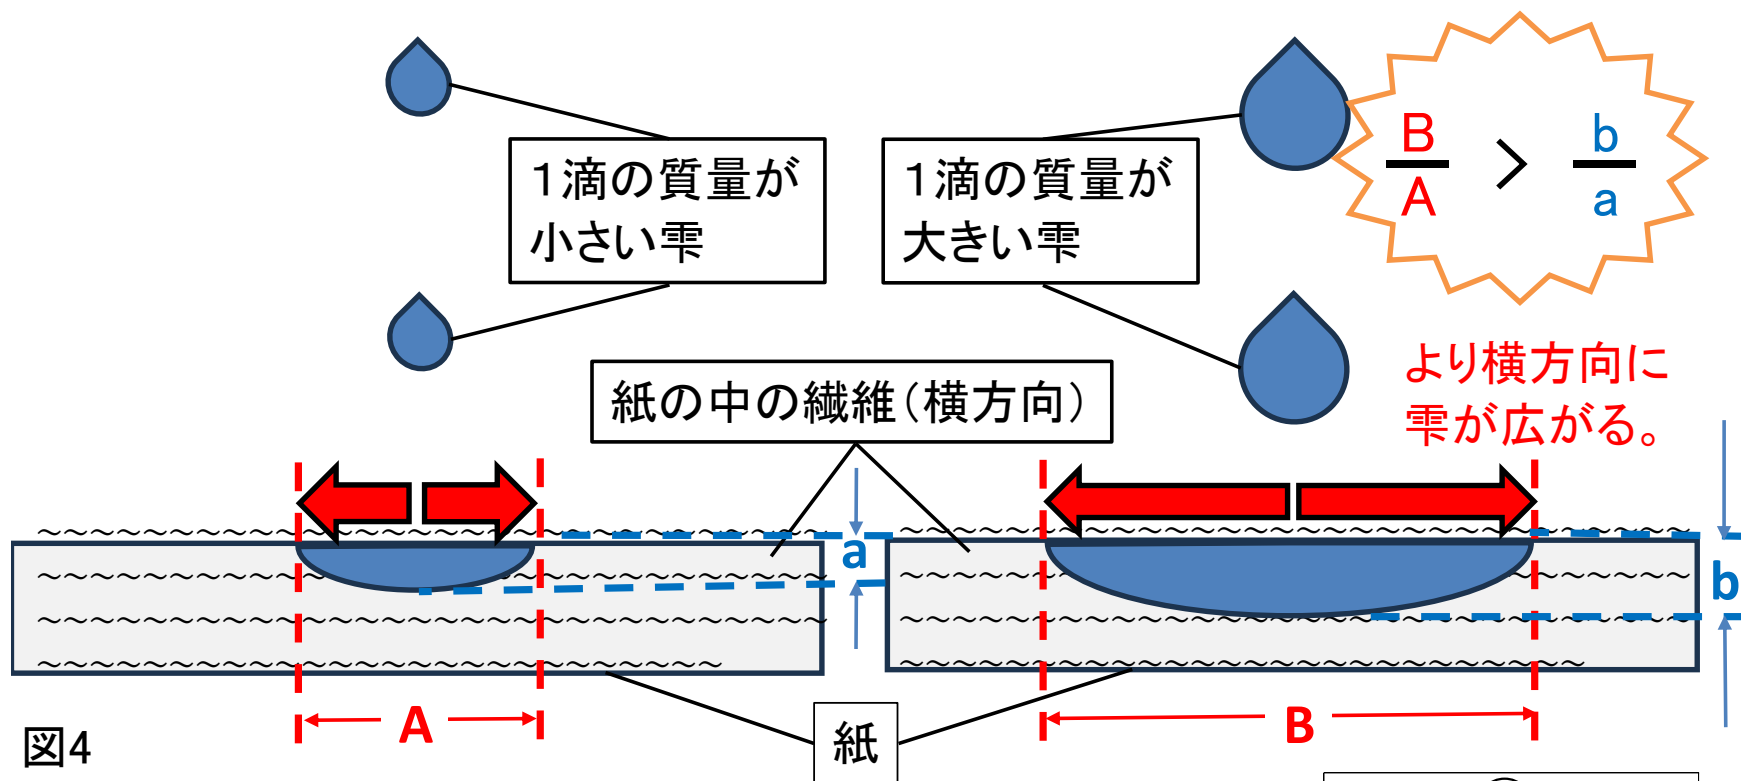 1滴の質量が
小さい雫
1滴の質量が
大きい雫
B
A
>
b
a
紙の中の繊維（横方向）
より横方向に
雫が広がる。
a
b
A
B
紙
図4